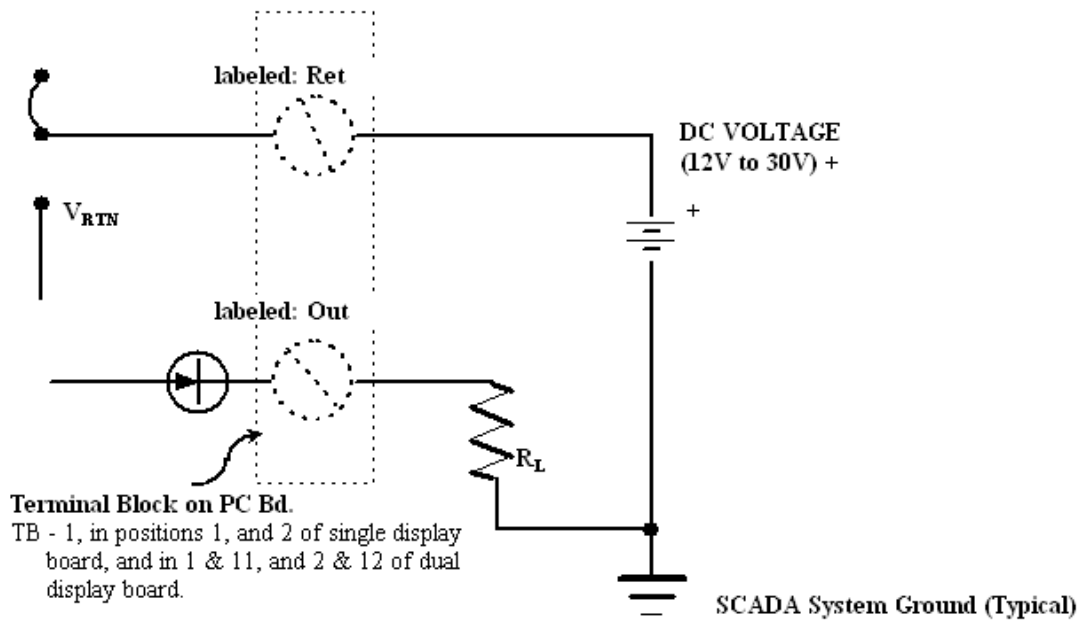 labeled: Ret
DC VOLTAGE
(12V to 30V) +
+
VRTN
labeled: Out
RL
Terminal Block on PC Bd.
TB - 1, in positions 1, and 2 of single display
board, and in 1 & 11, and 2 & 12 of dual
display board.
SCADA System Ground (Typical)